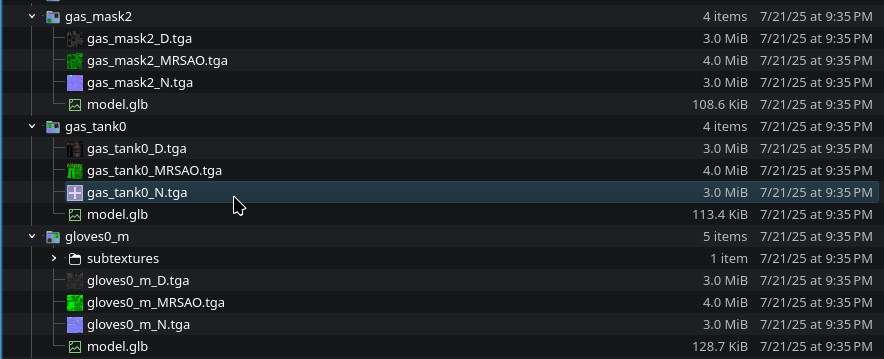 gas_mask2 4 items 7/21/25 at 9:35 PM
gas_mask2_D.tga 3.0 MiB 7/21/25 at 9:35 PM
gas_mask2_MRSAO.tga 4.0 MiB 7/21/25 at 9:35 PM
gas_mask2_N.tga 3.0 MiB 7/21/25 at 9:35 PM
model.glb 108.6 KiB 7/21/25 at 9:35 PM
gas_tank0 4 items 7/21/25 at 9:35 PM
gas_tank0_D.tga 3.0 MiB 7/21/25 at 9:35 PM
gas_tank0_MRSAO.tga 4.0 MiB 7/21/25 at 9:35 PM
gas_tank0_N.tga 3.0 MiB 7/21/25 at 9:35 PM
model.glb 113.4 KiB 7/21/25 at 9:35 PM
gloves0_m 5 items 7/21/25 at 9:35 PM
subtextures 1 item 7/21/25 at 9:35 PM
gloves0_m_D.tga 3.0 MiB 7/21/25 at 9:35 PM
gloves0_m_MRSAO.tga 4.0 MiB 7/21/25 at 9:35 PM
gloves0_m_N.tga 3.0 MiB 7/21/25 at 9:35 PM
model.glb 128.7 KiB 7/21/25 at 9:35 PM